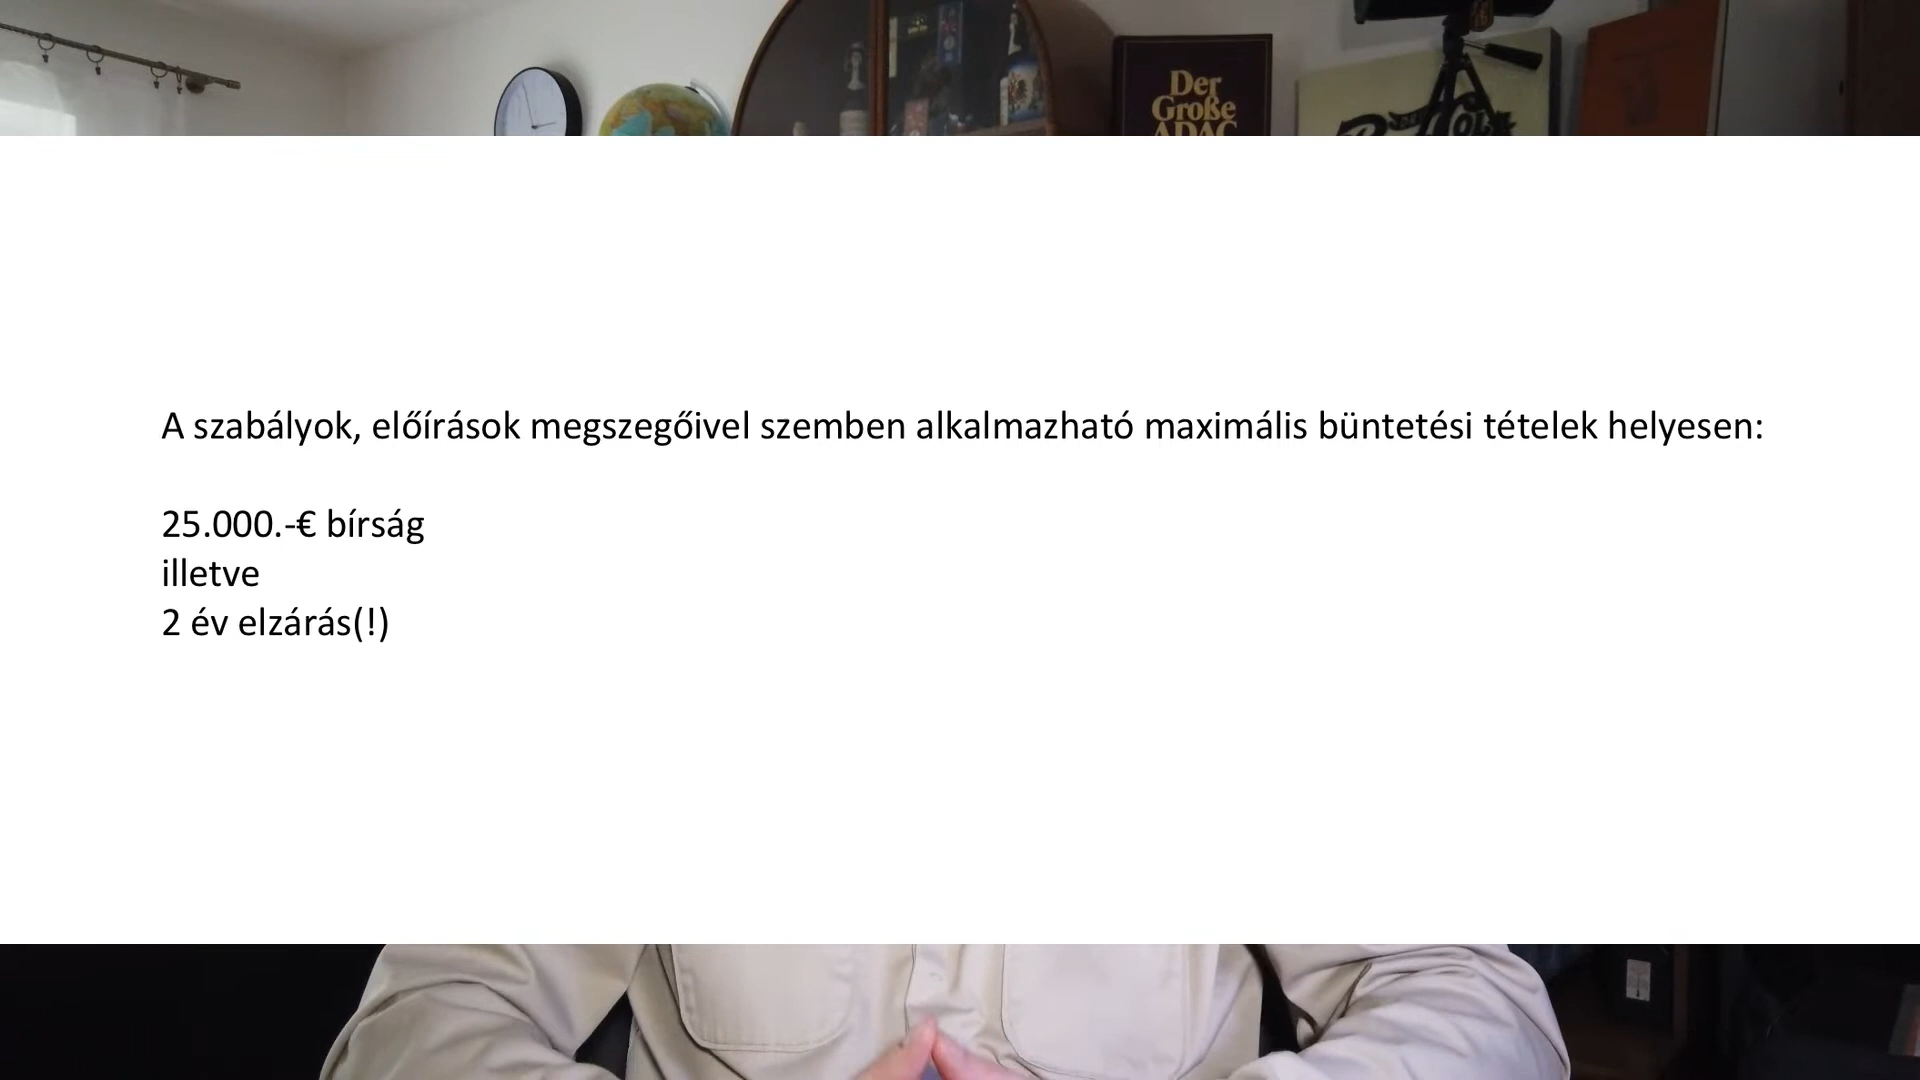 Der
Große
ADAC
A szabályok, előírások megszegőivel szemben alkalmazható maximális büntetési tételek helyesen:
25.000.-€ bírság
illetve
2 év elzárás(!)